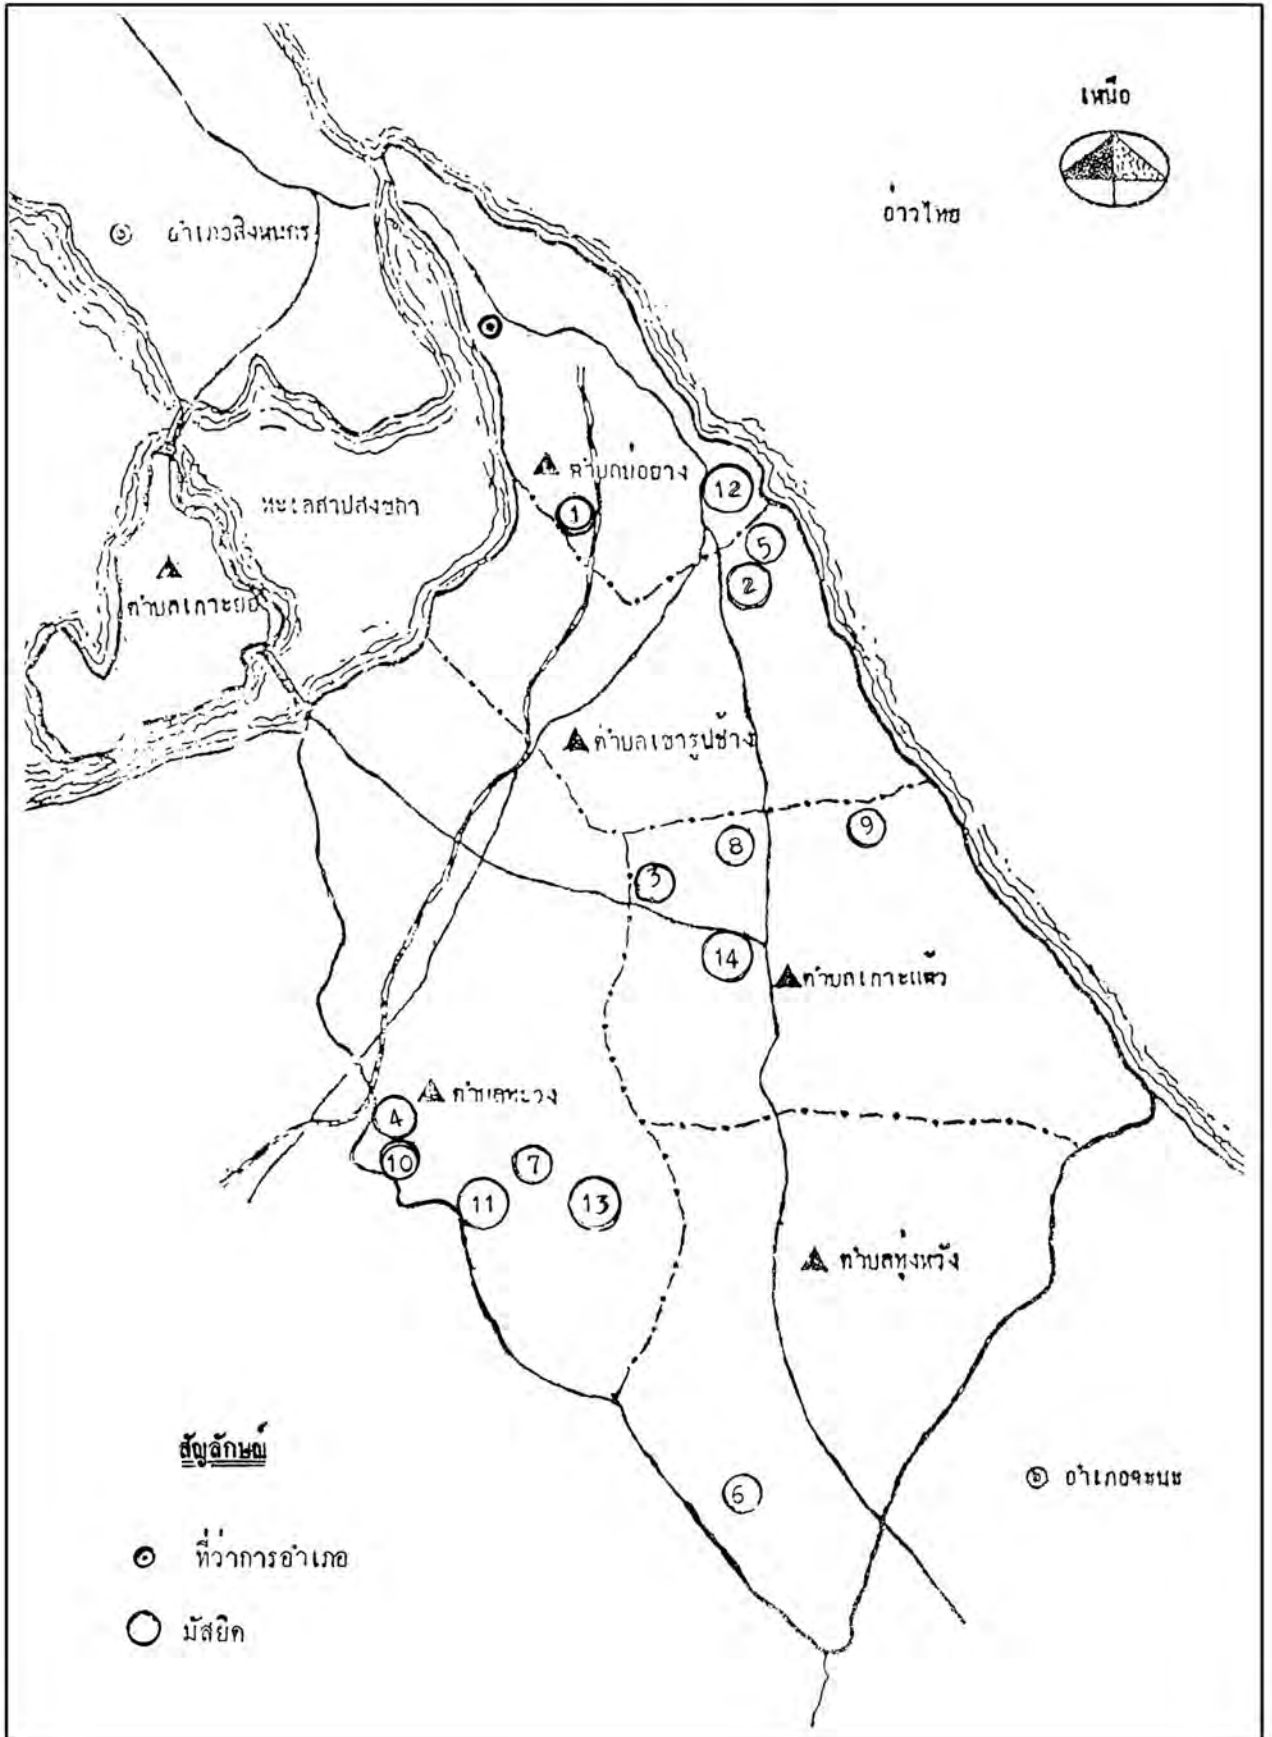 เหนือ
อ่าวไทย
อำเภอสิงหนคร
ตำบลบ่อยาง
12
1
ทะเลสาปสงขลา
5
2
ตำบลเกาะยอ
ตำบลเขารูปช้าง
9
8
3
14
ตำบลเกาะแต้ว
ตำบลพะวง
4
10
7
11
13
ตำบลทุ่งหวัง
สัญลักษณ์
6
อำเภอจะนะ
ที่ว่าการอำเภอ
มัสยิด